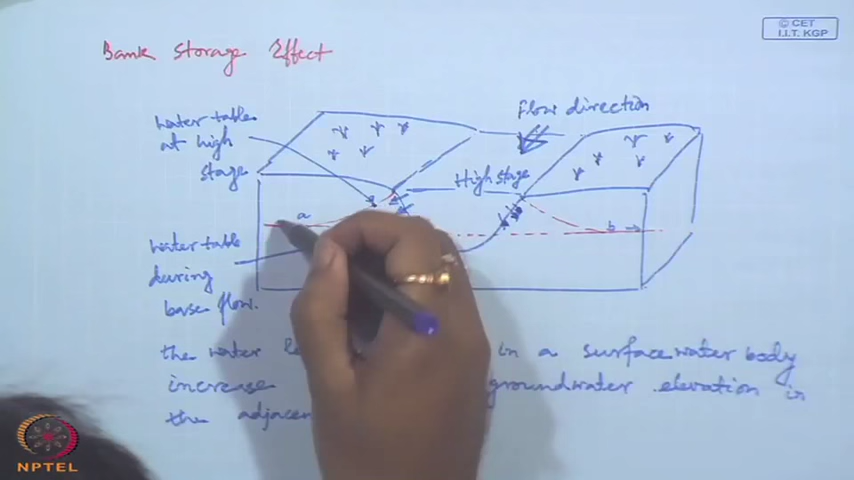 © CET
I.I.T. KGP
Bank Storage Effect
water table
at high
stage
Flow direction
High stage
a
b
water table
during
base flow.
the water in a surface water body
increase groundwater elevation in
the adjacen
NPTEL